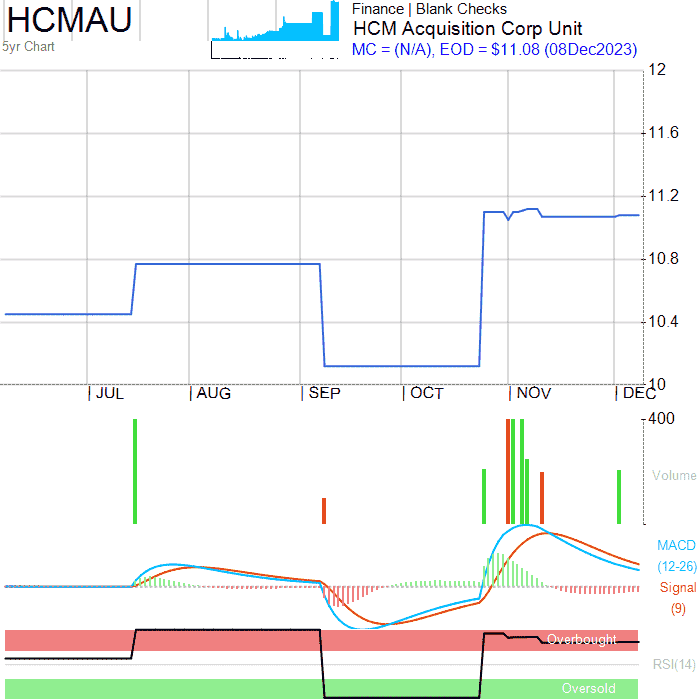 HCMAU
5yr Chart
Finance | Blank Checks
HCM Acquisition Corp Unit
MC = (N/A), EOD = $11.08 (08Dec2023)
12
11.6
11.2
10.8
10.4
10
JUL AUG SEP OCT NOV DEC
400
Volume
MACD
(12-26)
Signal
(9)
Overbought
RSI(14)
Oversold